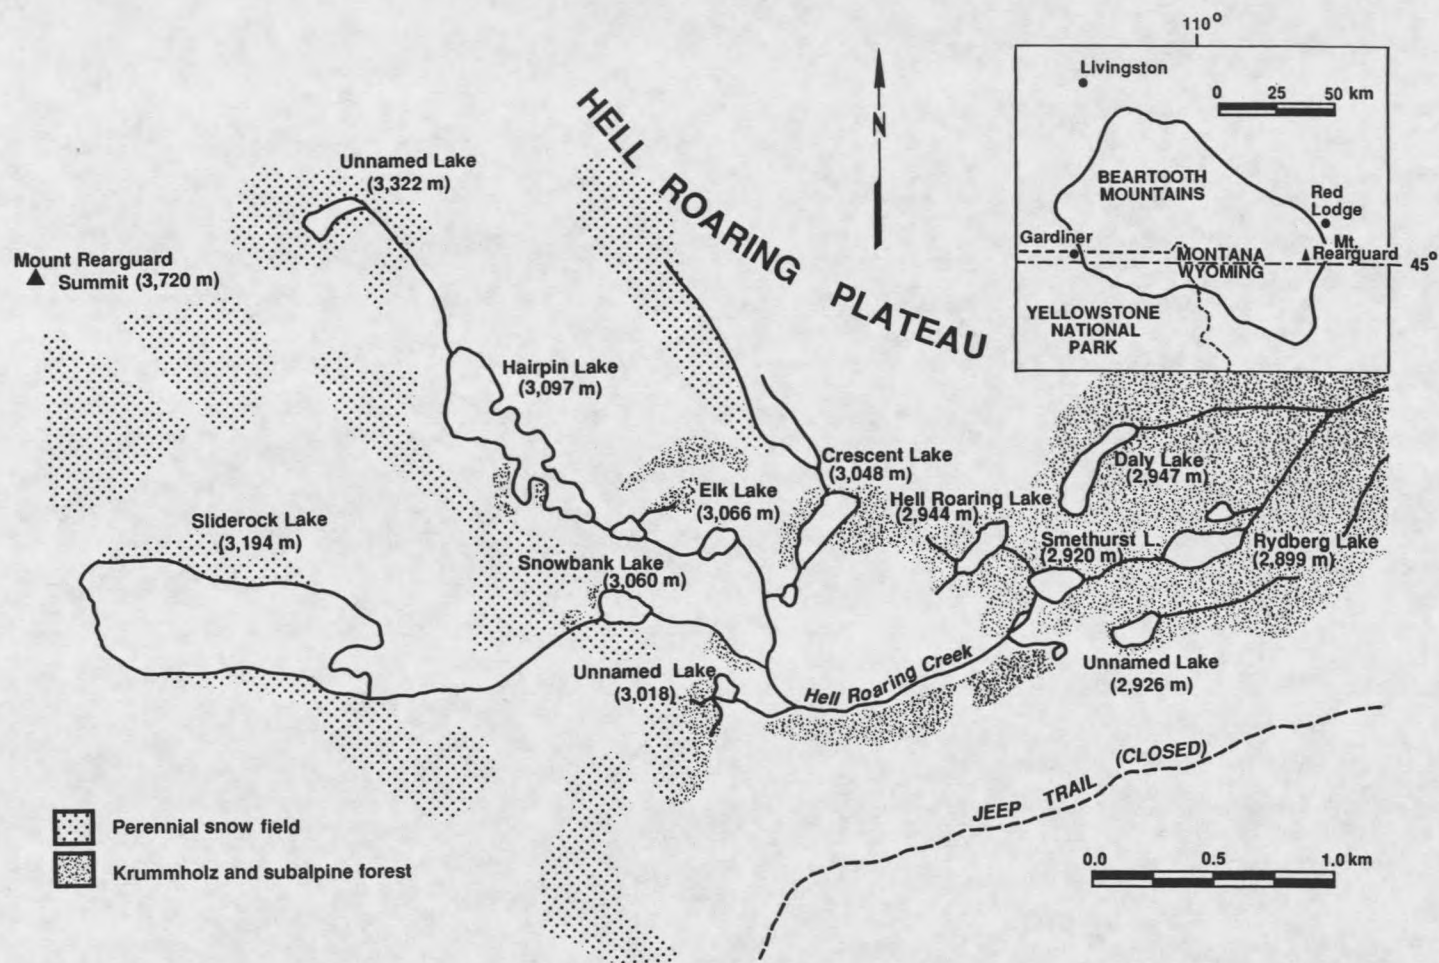 110°
Livingston
0 25 50 km
BEARTOOTH
MOUNTAINS
Red
Lodge
Gardiner
Mt.
Rearguard
MONTANA
WYOMING
45°
YELLOWSTONE
NATIONAL
PARK
N
HELL ROARING PLATEAU
Unnamed Lake
(3,322 m)
Mount Rearguard
Summit (3,720 m)
Hairpin Lake
(3,097 m)
Crescent Lake
(3,048 m)
Daly Lake
(2,947 m)
Elk Lake
(3,066 m)
Hell Roaring Lake
(2,944 m)
Sliderock Lake
(3,194 m)
Smethurst L.
(2,920 m)
Rydberg Lake
(2,899 m)
Snowbank Lake
(3,060 m)
Unnamed Lake
(3,018)
Hell Roaring Creek
Unnamed Lake
(2,926 m)
JEEP TRAIL (CLOSED)
Perennial snow field
Krummholz and subalpine forest
0.0 0.5 1.0 km